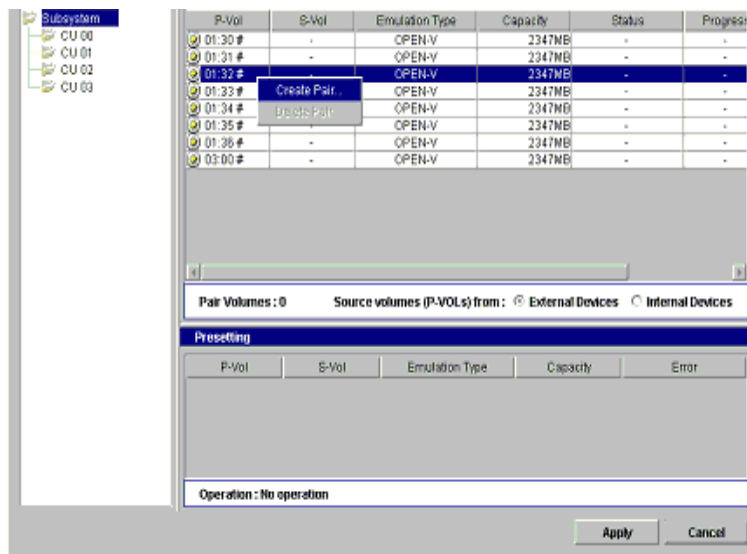 Subsystem
CU 00
CU 01
CU 02
CU 03
P-Vol S-Vol Emulation Type Capacity Status Progress
01:30 # - OPEN-V 2347MB - -
01:31 # - OPEN-V 2347MB - -
01:32 # - OPEN-V 2347MB - -
01:33 # OPEN-V 2347MB - -
01:34 # OPEN-V 2347MB - -
01:35 # - OPEN-V 2347MB - -
01:36 # - OPEN-V 2347MB - -
03:00 # - OPEN-V 2347MB - -
Create Pair..
Delete Pair
Pair Volumes : 0 Source volumes (P-VOLs) from : External Devices Internal Devices
Presetting
P-Vol S-Vol Emulation Type Capacity Error
Operation : No operation
Apply Cancel